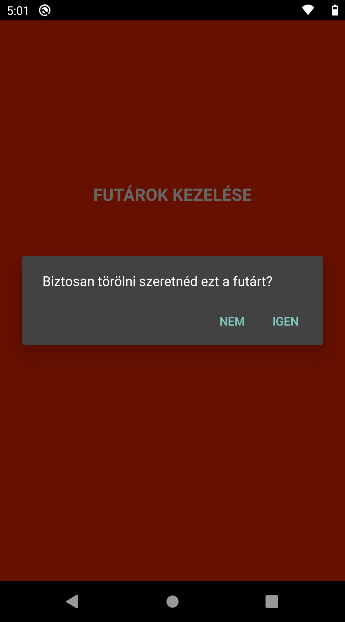 5:01
FUTÁROK KEZELÉSE
Biztosan törölni szeretnéd ezt a futárt?
NEM IGEN